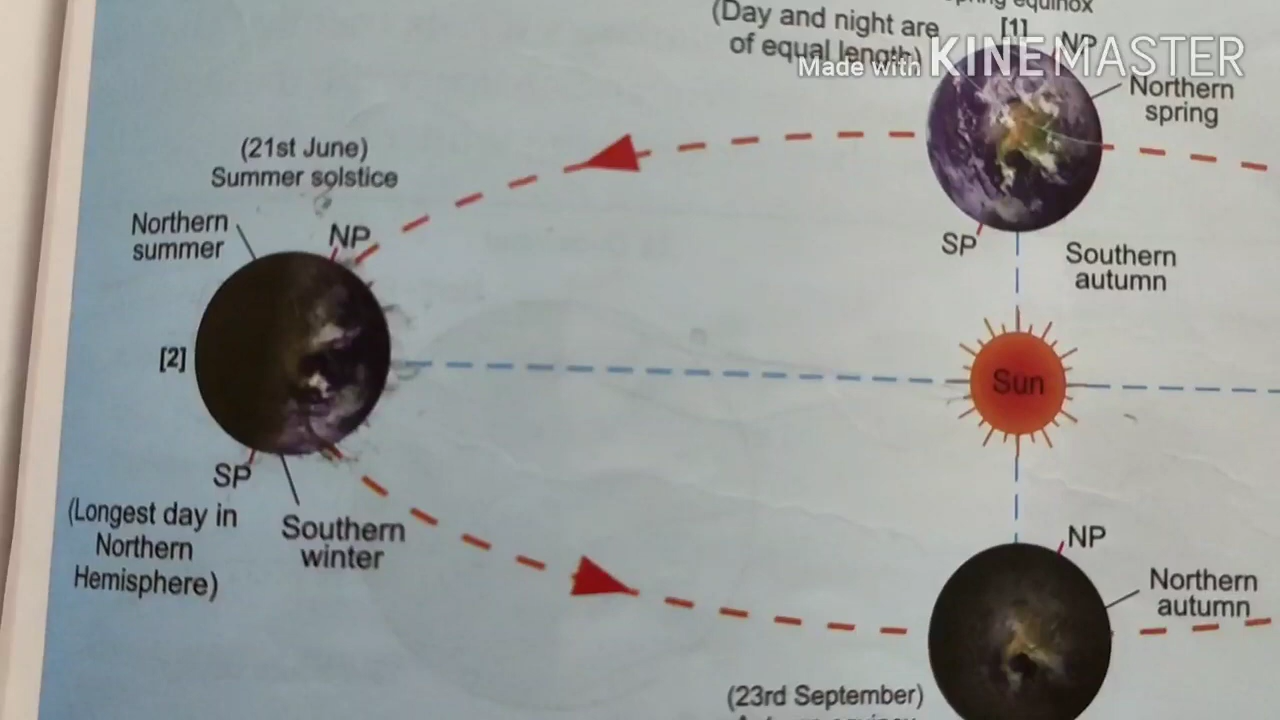 equinox
(Day and night are
of equal length)
[1]
NP
Made with KINEMASTER
Northern
spring
(21st June)
Summer solstice
Northern
summer
NP
SP
Southern
autumn
[2]
Sun
SP
(Longest day in
Northern
Hemisphere)
Southern
winter
NP
Northern
autumn
(23rd September)